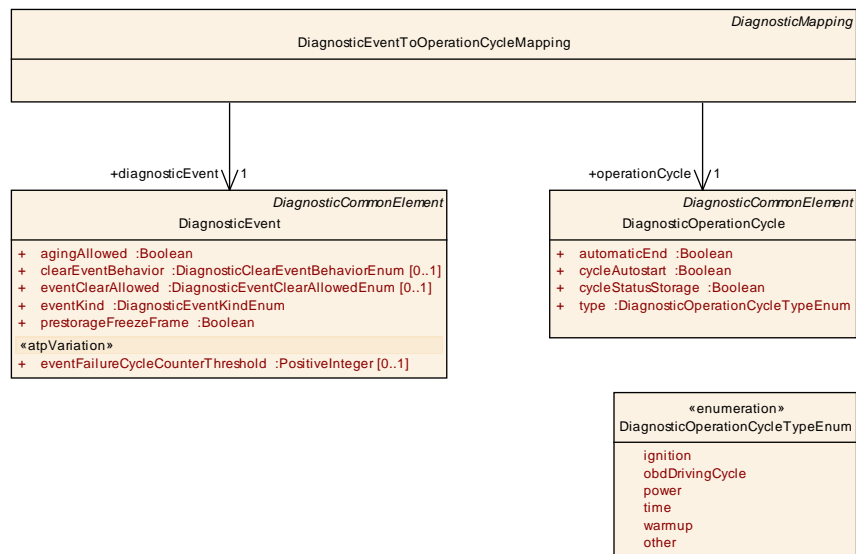 DiagnosticMapping
DiagnosticEventToOperationCycleMapping
+diagnosticEvent 1
+operationCycle 1
DiagnosticCommonElement
DiagnosticEvent
+ agingAllowed :Boolean
+ clearEventBehavior :DiagnosticClearEventBehaviorEnum [0..1]
+ eventClearAllowed :DiagnosticEventClearAllowedEnum [0..1]
+ eventKind :DiagnosticEventKindEnum
+ prestorageFreezeFrame :Boolean
«atpVariation»
+ eventFailureCycleCounterThreshold :PositiveInteger [0..1]
DiagnosticCommonElement
DiagnosticOperationCycle
+ automaticEnd :Boolean
+ cycleAutostart :Boolean
+ cycleStatusStorage :Boolean
+ type :DiagnosticOperationCycleTypeEnum
«enumeration»
DiagnosticOperationCycleTypeEnum
ignition
obdDrivingCycle
power
time
warmup
other